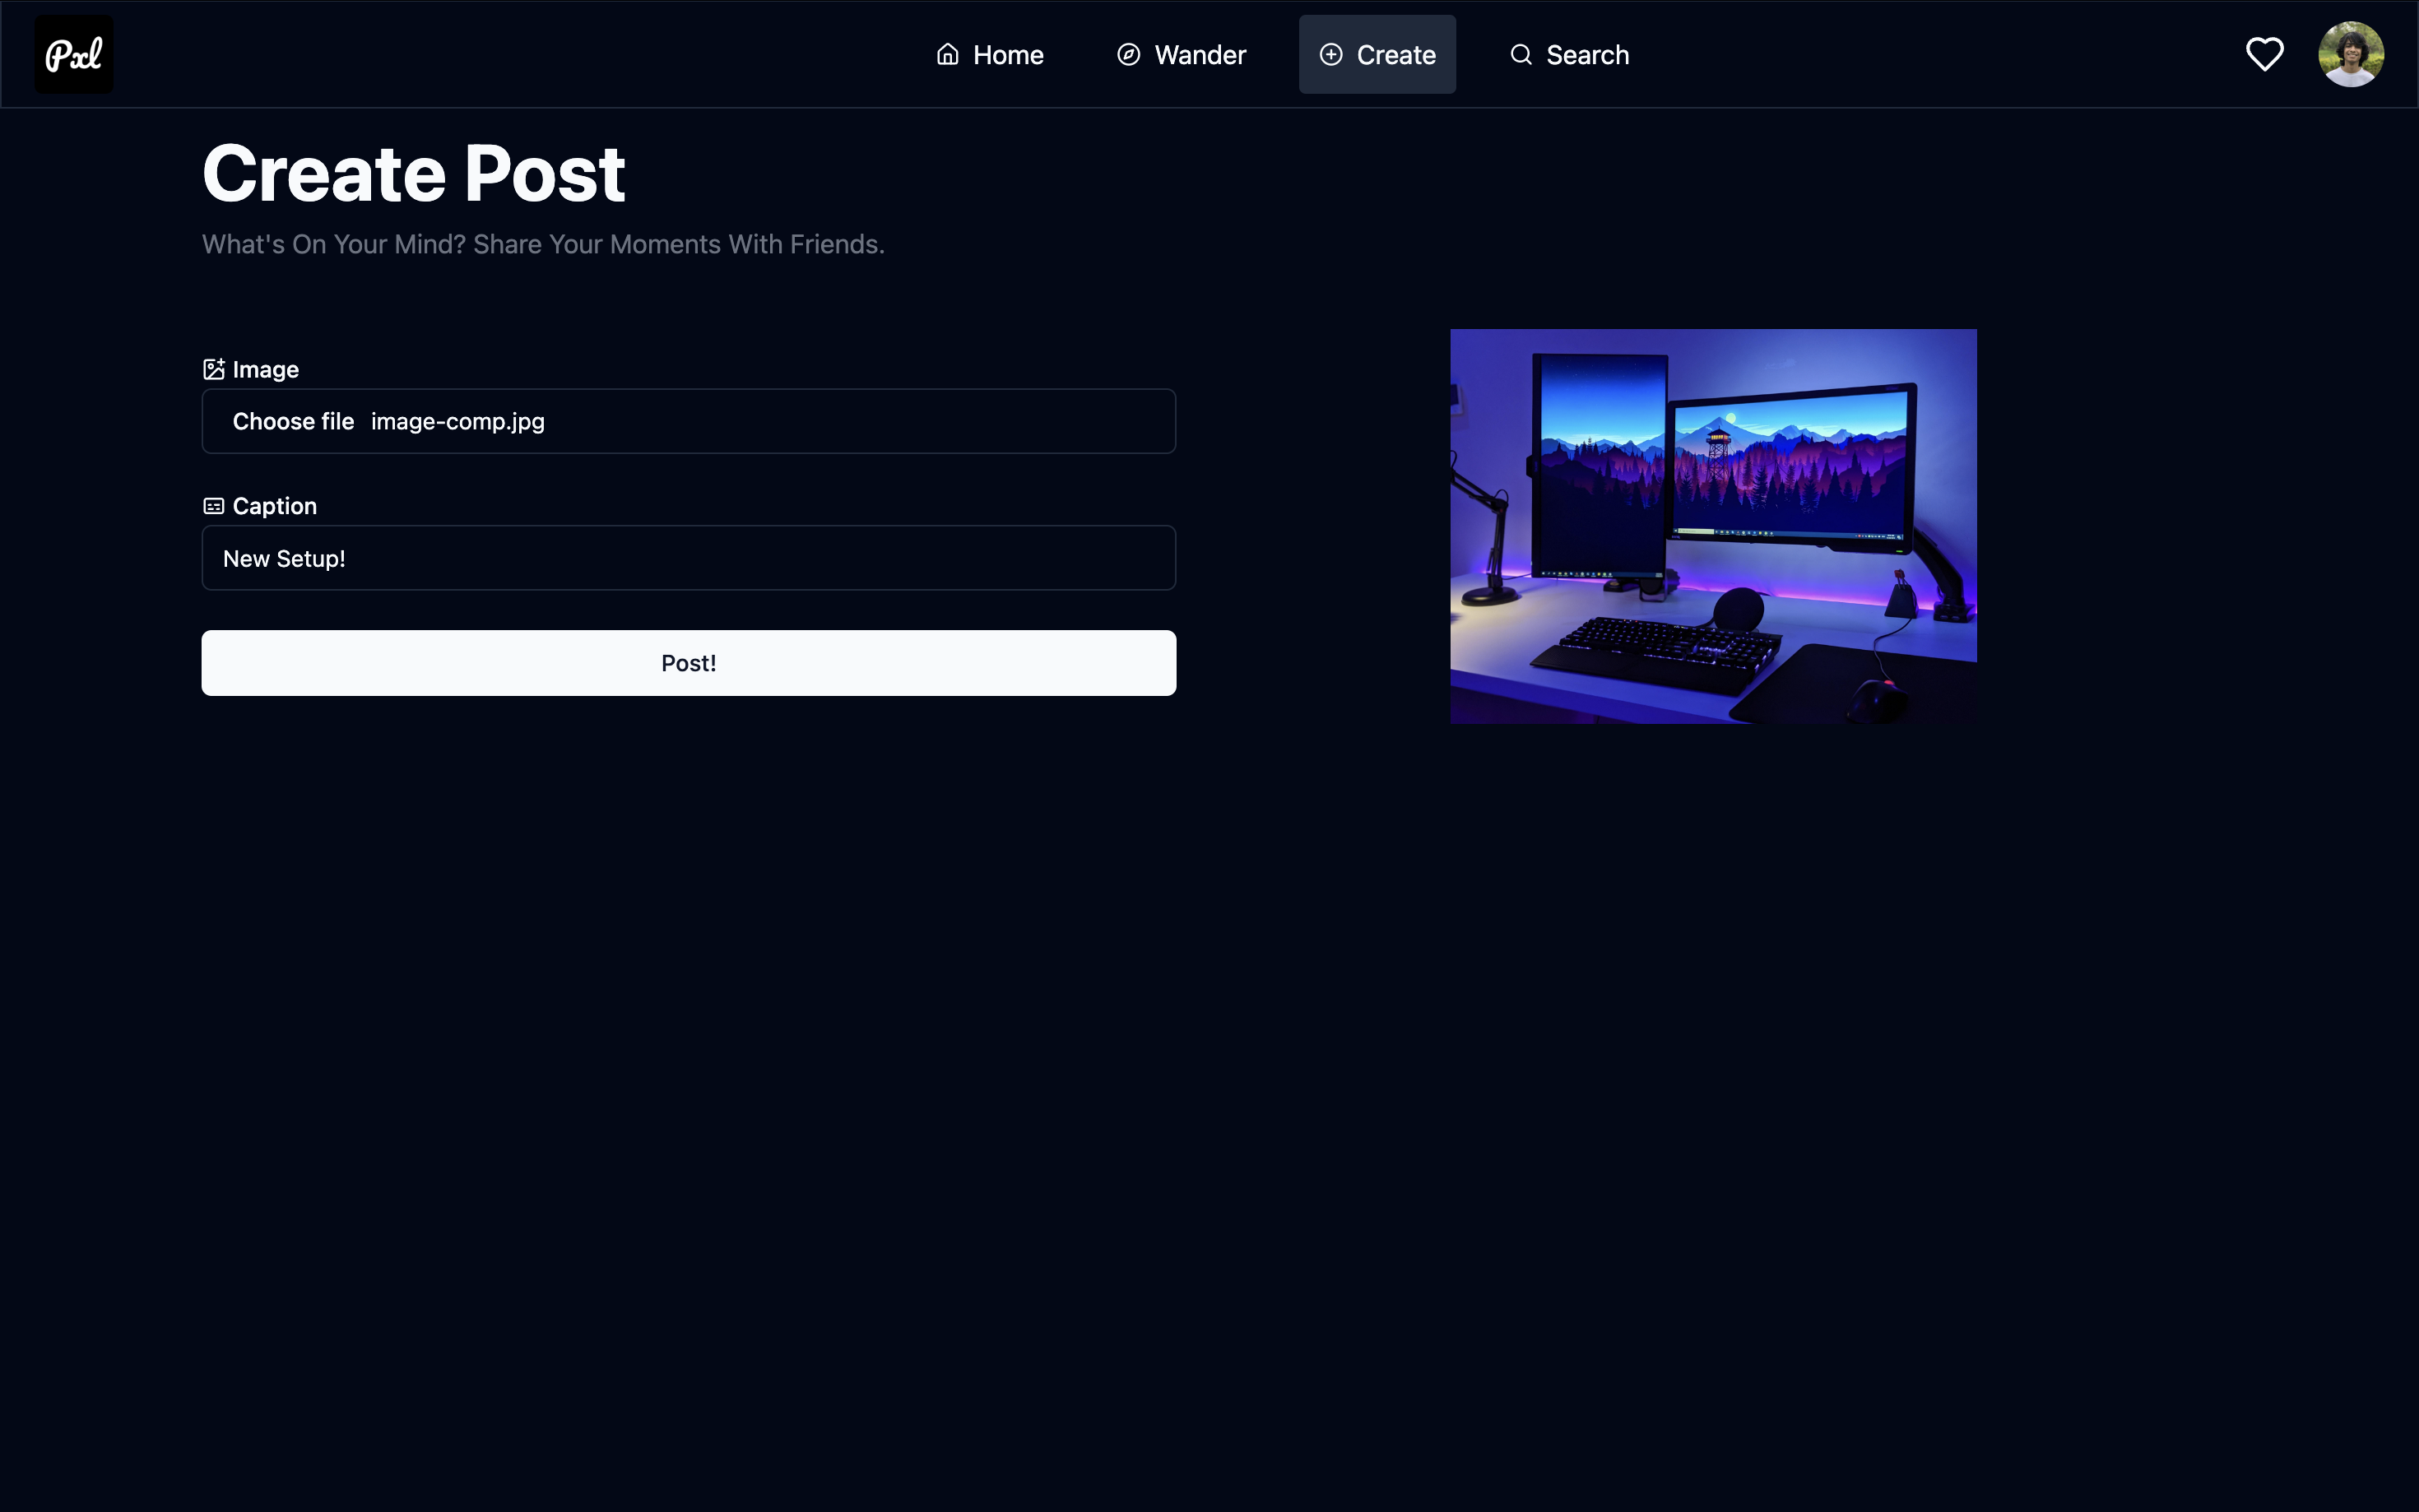 Pxl
Home
Wander
Create
Search
Create Post
What's On Your Mind? Share Your Moments With Friends.
Image
Choose file image-comp.jpg
Caption
New Setup!
Post!